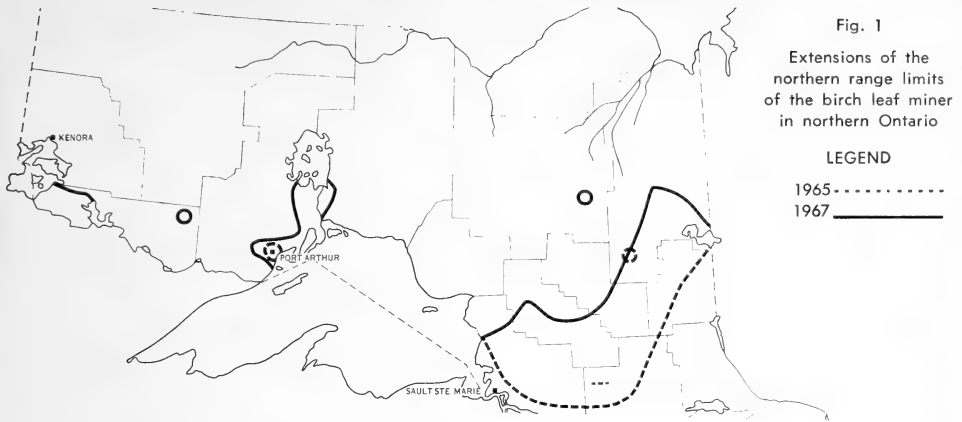 Fig. 1
Extensions of the
northern range limits
of the birch leaf miner
in northern Ontario
LEGEND
1965
1967
KENORA
PORT ARTHUR
SAULT STE MARIE